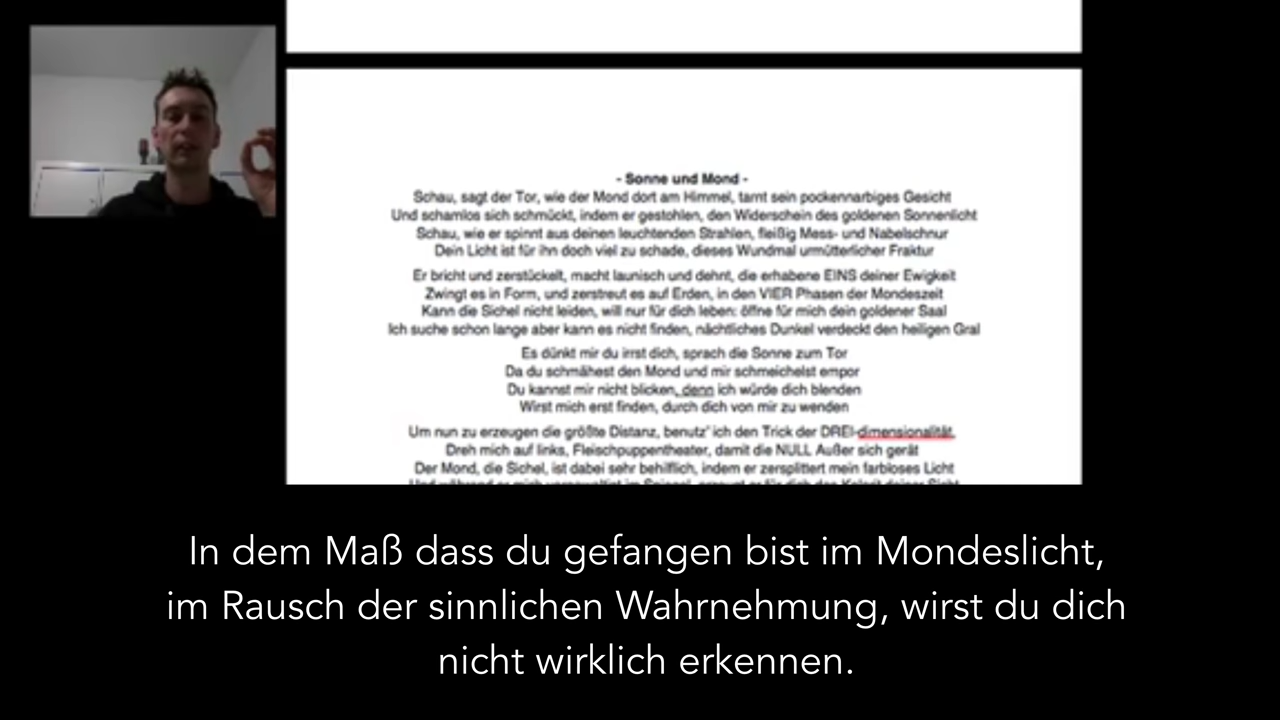 - Sonne und Mond -
Schau, sagt der Tor, wie der Mond dort am Himmel, tarnt sein pockennarbiges Gesicht
Und schamlos sich schmückt, indem er gestohlen, den Widerschein des goldenen Sonnenlicht
Schau, wie er spinnt aus deinen leuchtenden Strahlen, fleißig Mess- und Nabelschnur
Dein Licht ist für ihn doch viel zu schade, dieses Wundmal urmütterlicher Fraktur
Er bricht und zerstückelt, macht launisch und dehnt, die erhabene EINS deiner Ewigkeit
Zwingt es in Form, und zerstreut es auf Erden, in den VIER Phasen der Mondeszeit
Kann die Sichel nicht leiden, will nur für dich leben: öffne für mich dein goldener Saal
Ich suche schon lange aber kann es nicht finden, nächtliches Dunkel verdeckt den heiligen Gral
Es dünkt mir du irrst dich, sprach die Sonne zum Tor
Da du schmähest den Mond und mir schmeichelst empor
Du kannst mir nicht blicken, denn ich würde dich blenden
Wirst mich erst finden, durch dich von mir zu wenden
Um nun zu erzeugen die größte Distanz, benutz' ich den Trick der DREI-dimensionalität,
Dreh mich auf links, Fleischpuppentheater, damit die NULL Außer sich gerät
Der Mond, die Sichel, ist dabei sehr behilflich, indem er zersplittert mein farbloses Licht
In dem Maß dass du gefangen bist im Mondeslicht,
im Rausch der sinnlichen Wahrnehmung, wirst du dich
nicht wirklich erkennen.